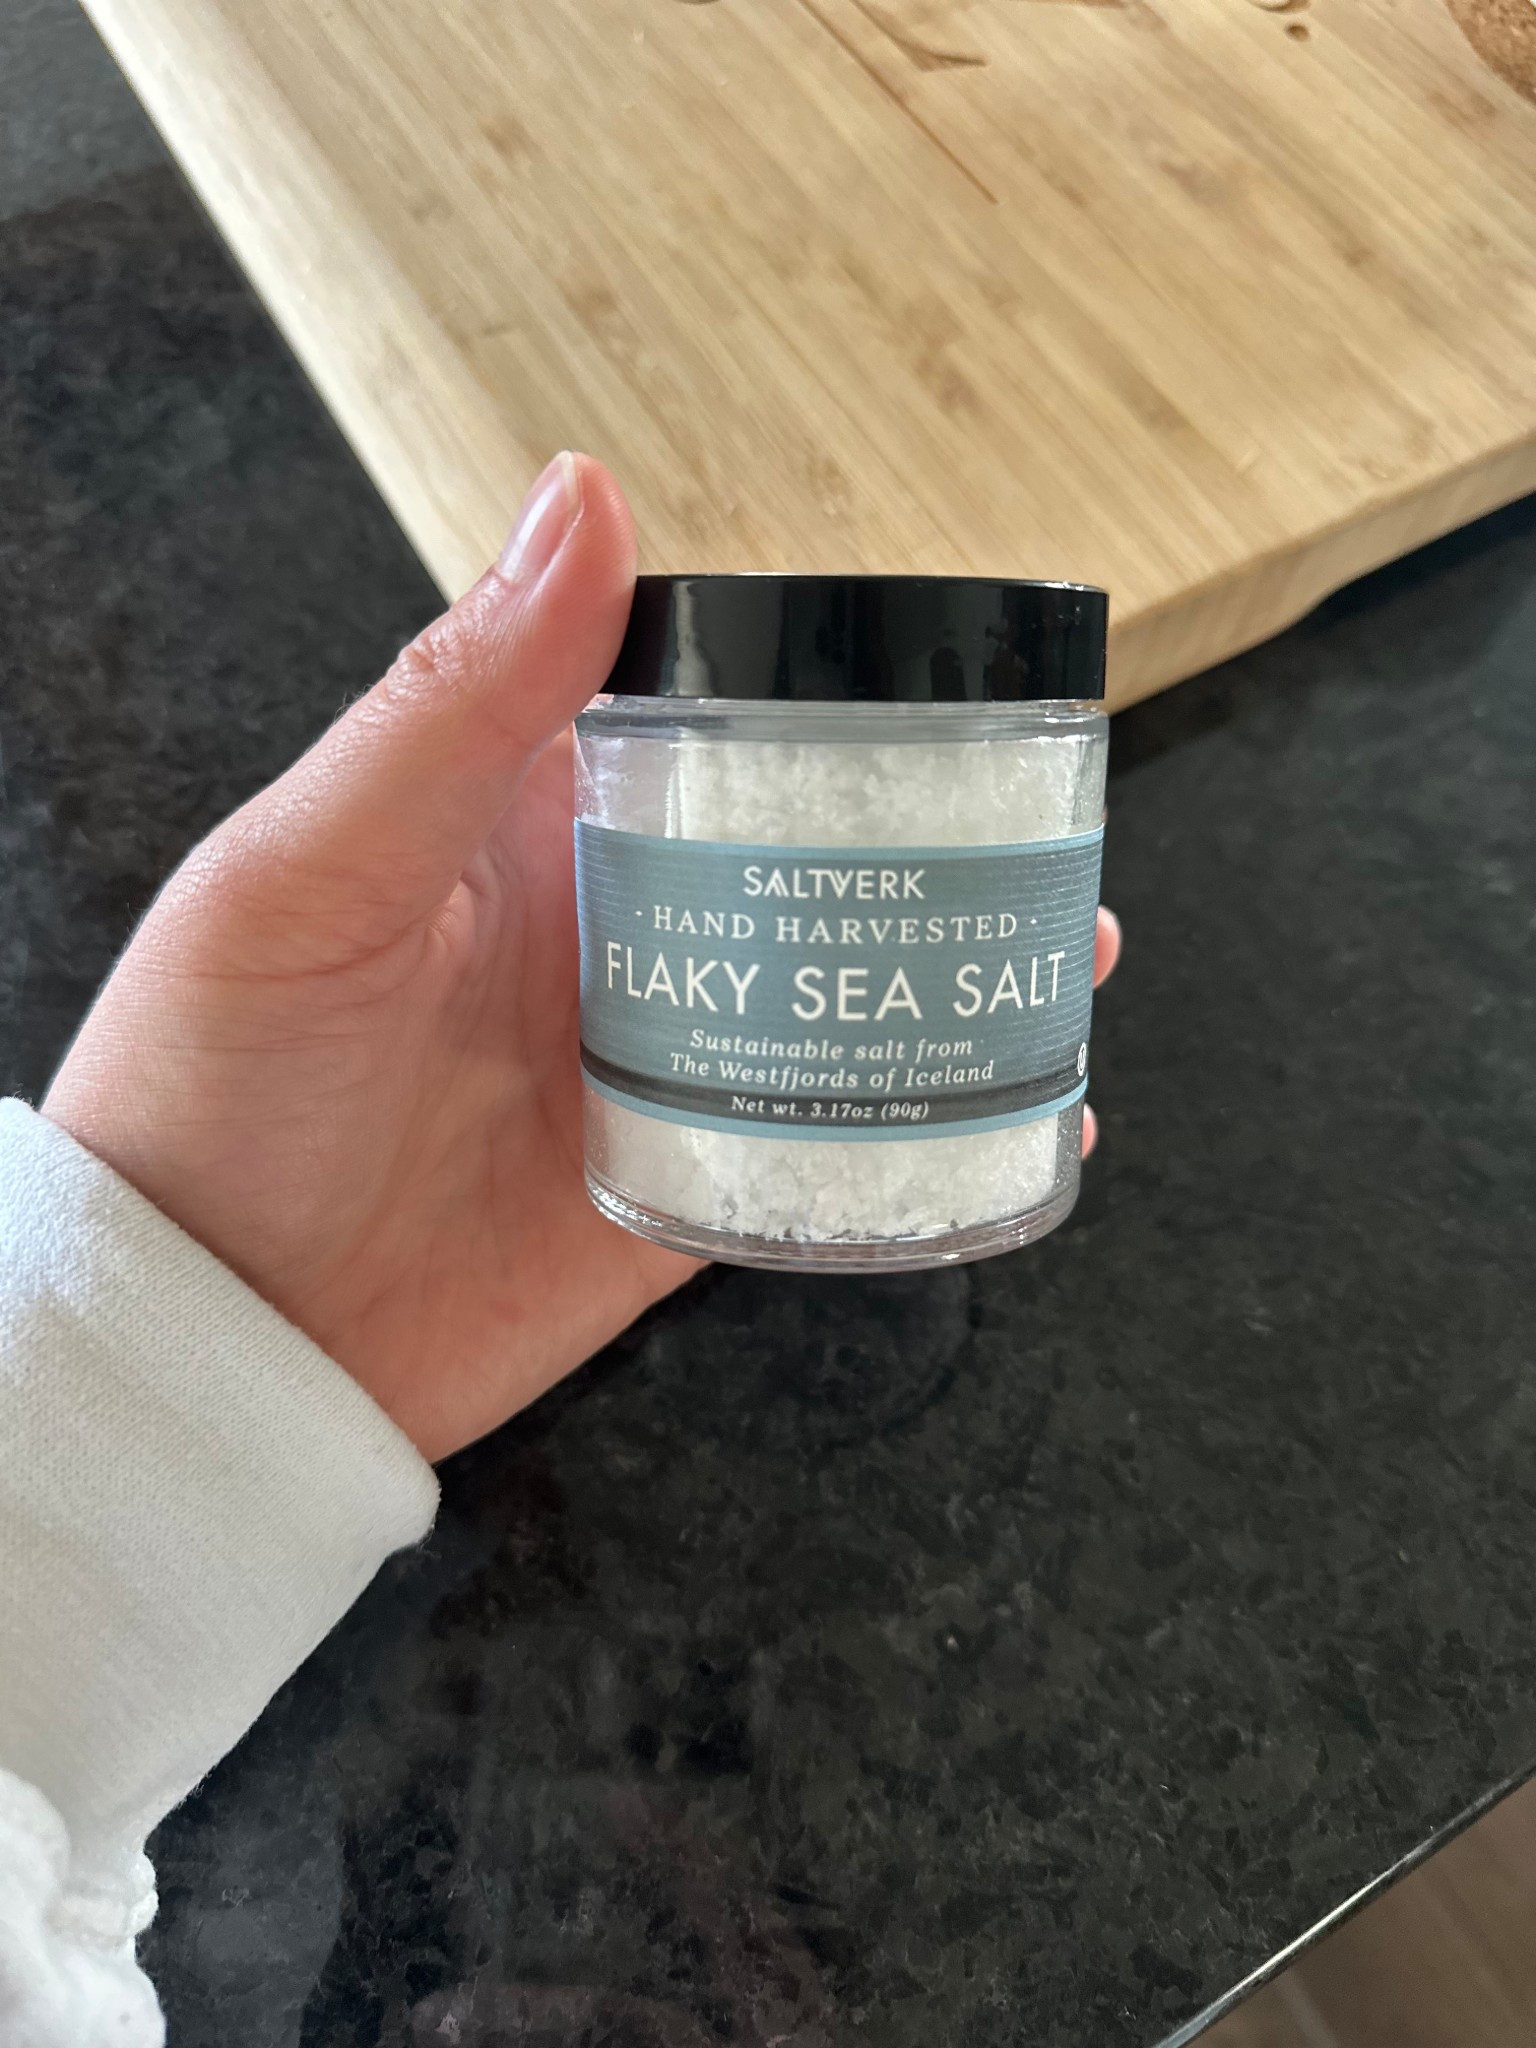 SALTVERK
· HAND HARVESTED ·
FLAKY SEA SALT
Sustainable salt from
The Westfjords of Iceland
Net wt. 3.17oz (90g)